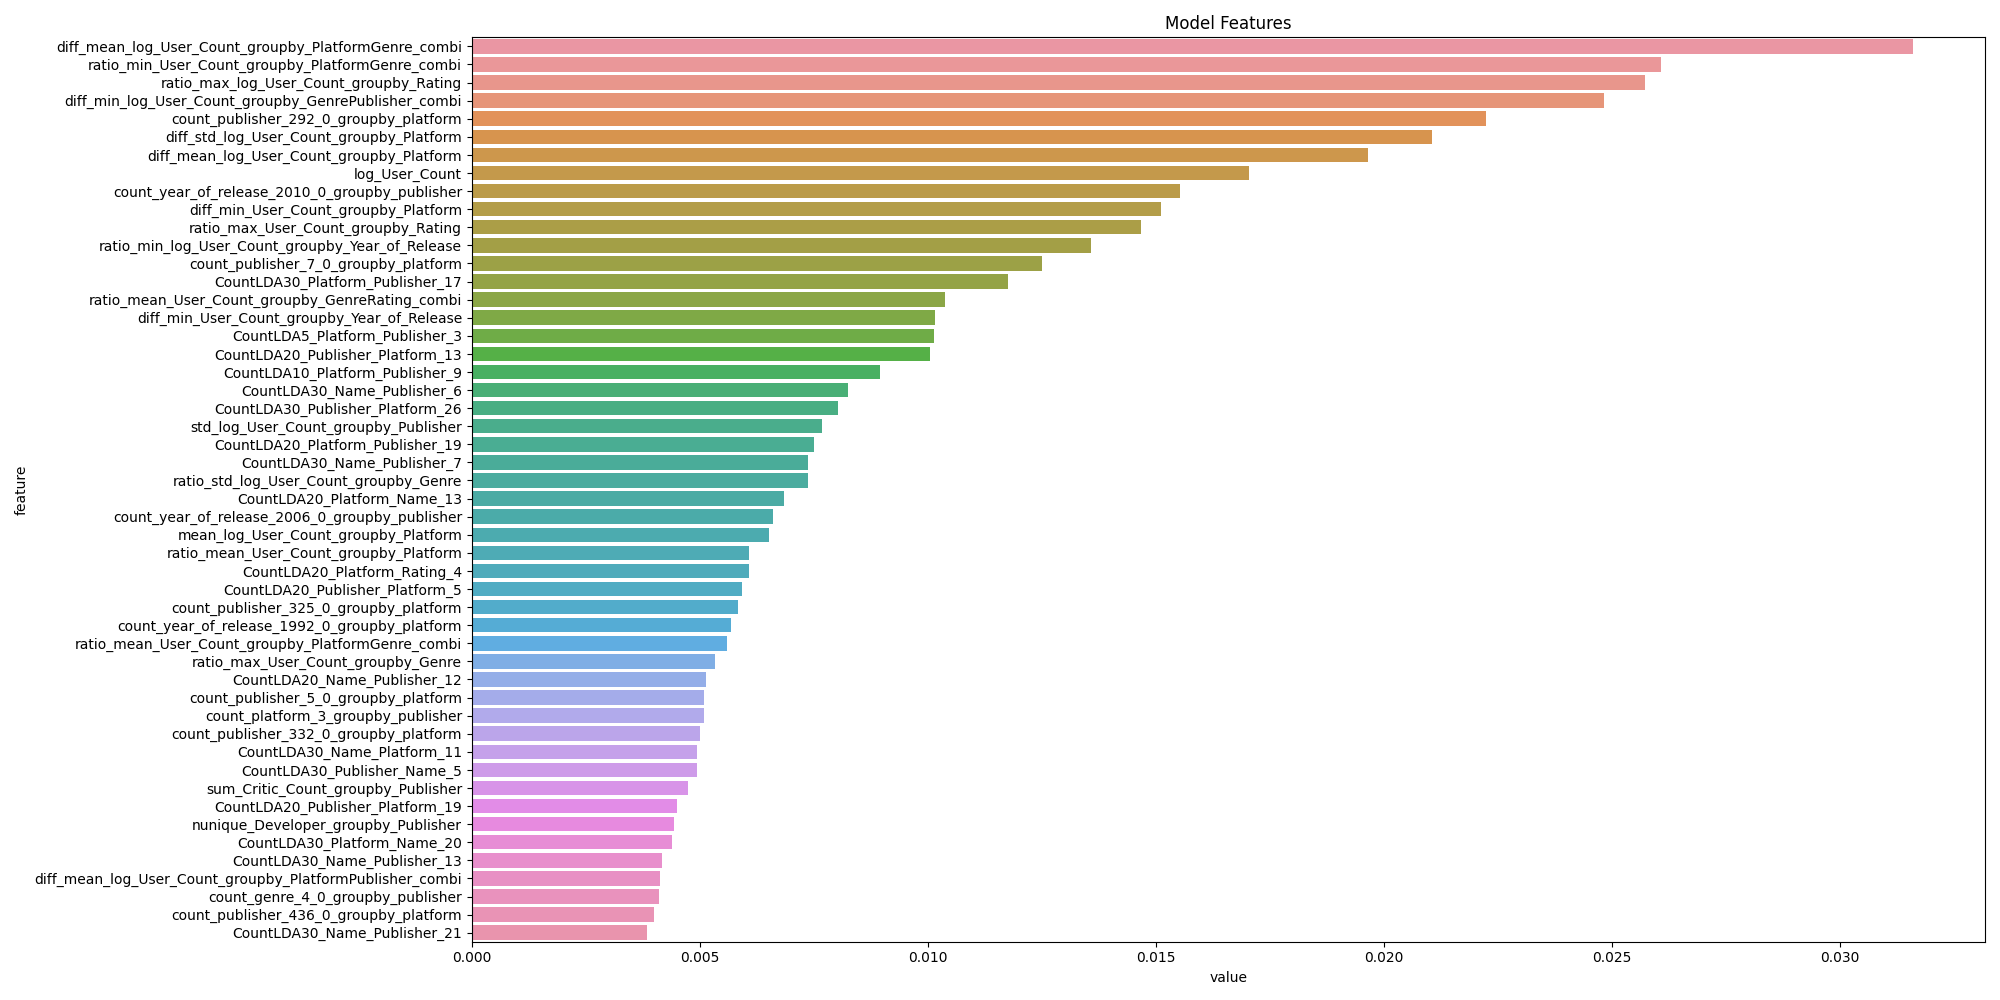 Model Features
diff_mean_log_User_Count_groupby_PlatformGenre_combi
ratio_min_User_Count_groupby_PlatformGenre_combi
ratio_max_log_User_Count_groupby_Rating
diff_min_log_User_Count_groupby_GenrePublisher_combi
count_publisher_292_0_groupby_platform
diff_std_log_User_Count_groupby_Platform
diff_mean_log_User_Count_groupby_Platform
log_User_Count
count_year_of_release_2010_0_groupby_publisher
diff_min_User_Count_groupby_Platform
ratio_max_User_Count_groupby_Rating
ratio_min_log_User_Count_groupby_Year_of_Release
count_publisher_7_0_groupby_platform
CountLDA30_Platform_Publisher_17
ratio_mean_User_Count_groupby_GenreRating_combi
diff_min_User_Count_groupby_Year_of_Release
CountLDA5_Platform_Publisher_3
CountLDA20_Publisher_Platform_13
CountLDA10_Platform_Publisher_9
CountLDA30_Name_Publisher_6
CountLDA30_Publisher_Platform_26
std_log_User_Count_groupby_Publisher
CountLDA20_Platform_Publisher_19
CountLDA30_Name_Publisher_7
ratio_std_log_User_Count_groupby_Genre
CountLDA20_Platform_Name_13
count_year_of_release_2006_0_groupby_publisher
mean_log_User_Count_groupby_Platform
ratio_mean_User_Count_groupby_Platform
CountLDA20_Platform_Rating_4
CountLDA20_Publisher_Platform_5
count_publisher_325_0_groupby_platform
count_year_of_release_1992_0_groupby_platform
ratio_mean_User_Count_groupby_PlatformGenre_combi
ratio_max_User_Count_groupby_Genre
CountLDA20_Name_Publisher_12
count_publisher_5_0_groupby_platform
count_platform_3_groupby_publisher
count_publisher_332_0_groupby_platform
CountLDA30_Name_Platform_11
CountLDA30_Publisher_Name_5
sum_Critic_Count_groupby_Publisher
CountLDA20_Publisher_Platform_19
nunique_Developer_groupby_Publisher
CountLDA30_Platform_Name_20
CountLDA30_Name_Publisher_13
diff_mean_log_User_Count_groupby_PlatformPublisher_combi
count_genre_4_0_groupby_publisher
count_publisher_436_0_groupby_platform
CountLDA30_Name_Publisher_21
feature
0.000 0.005 0.010 0.015 0.020 0.025 0.030
value